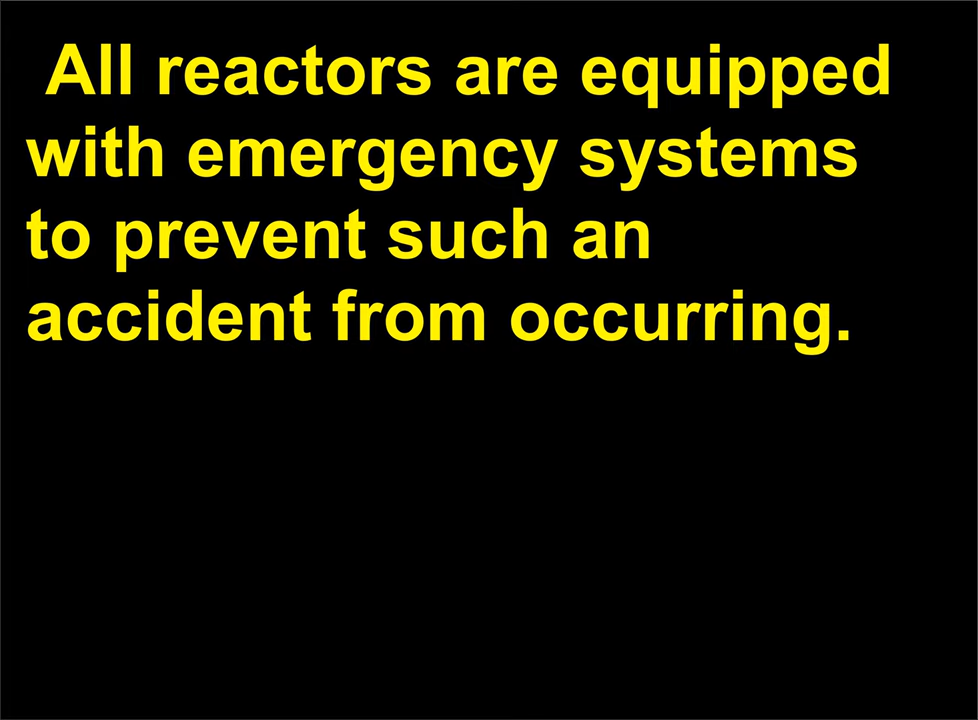 All reactors are equipped
with emergency systems
to prevent such an
accident from occurring.